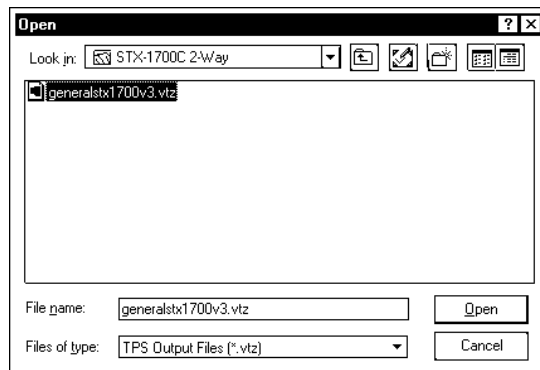 Open
Look in: STX-1700C 2-Way
generalstx1700v3.vtz
File name: generalstx1700v3.vtz Open
Files of type: TPS Output Files (*.vtz) Cancel